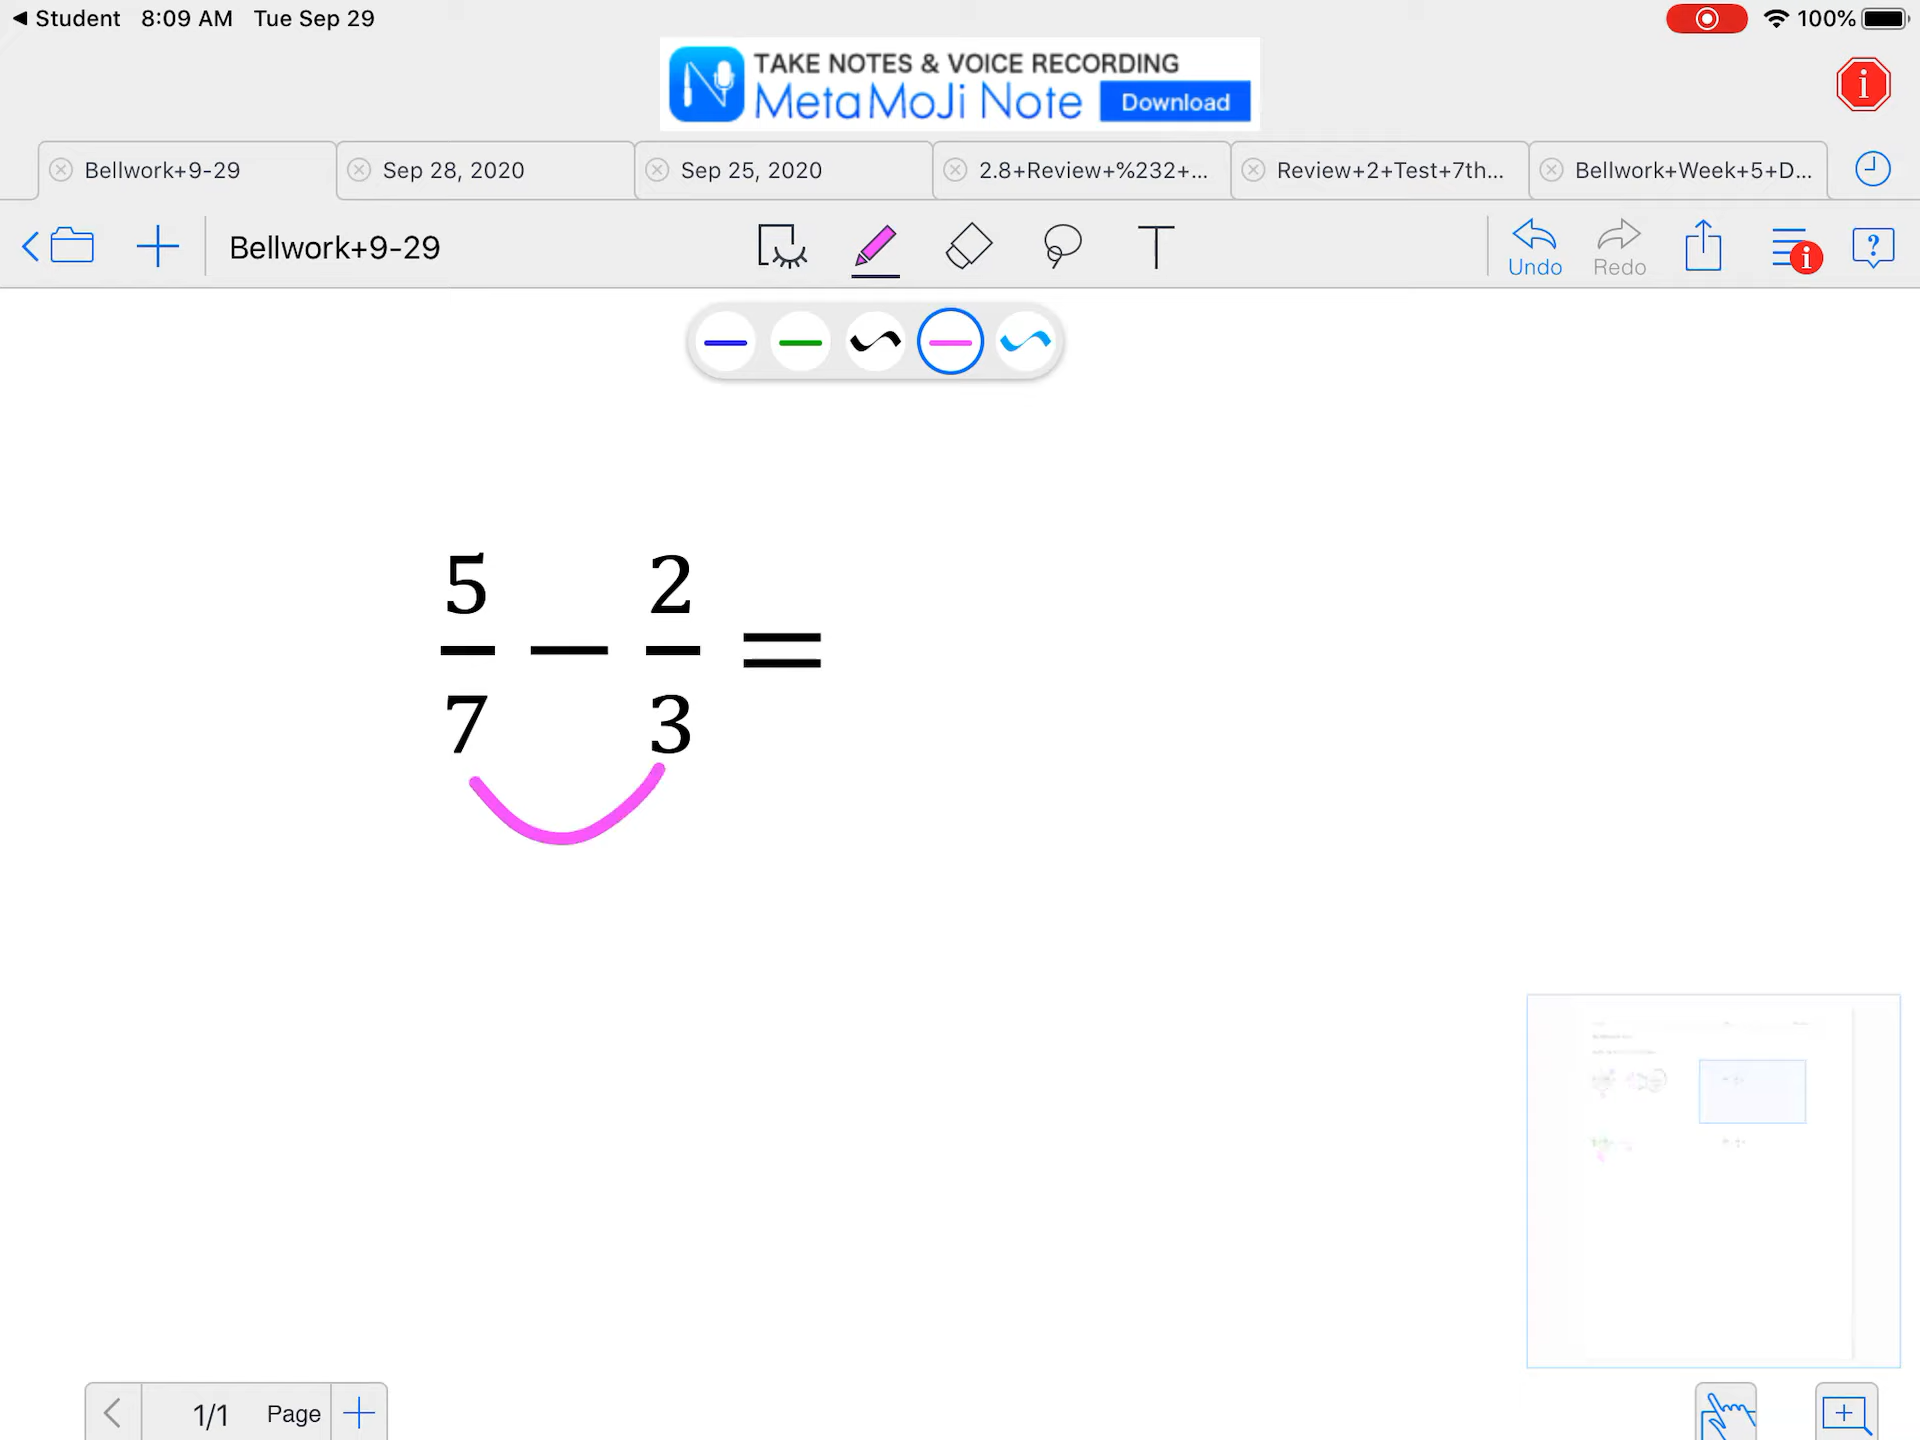 Student 8:09 AM Tue Sep 29 100%
TAKE NOTES & VOICE RECORDING
MetaMoJi Note Download
Bellwork+9-29 Sep 28, 2020 Sep 25, 2020 2.8+Review+%232+... Review+2+Test+7th... Bellwork+Week+5+D...
Bellwork+9-29 T Undo Redo i ?
5/7 − 2/3 =
1/1 Page +